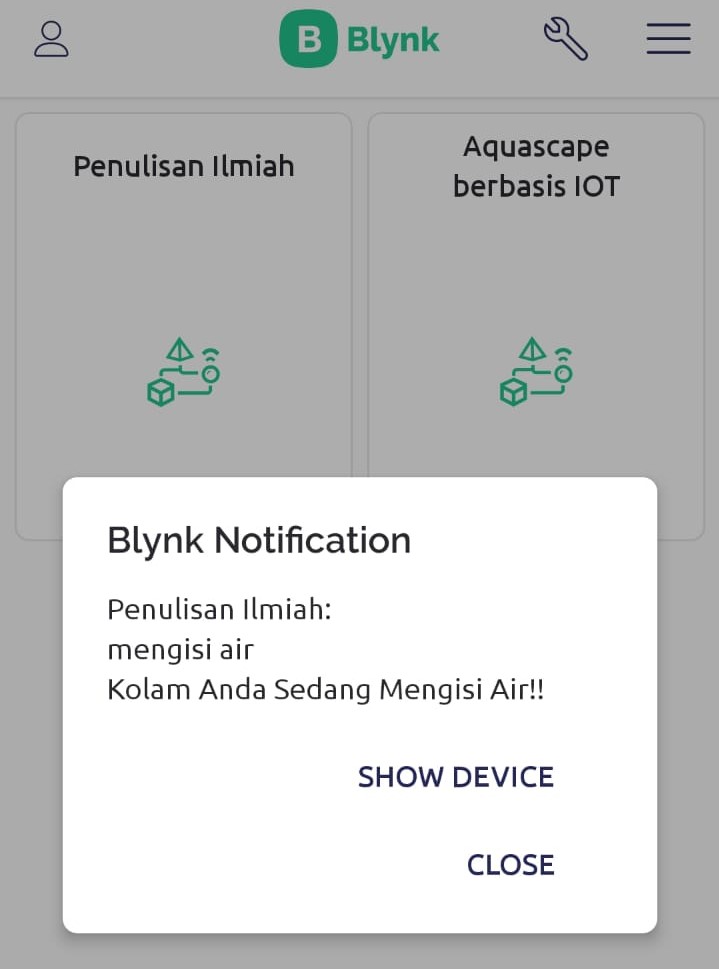 B Blynk
Penulisan Ilmiah
Aquascape
berbasis IOT
Blynk Notification
Penulisan Ilmiah:
mengisi air
Kolam Anda Sedang Mengisi Air!!
SHOW DEVICE
CLOSE